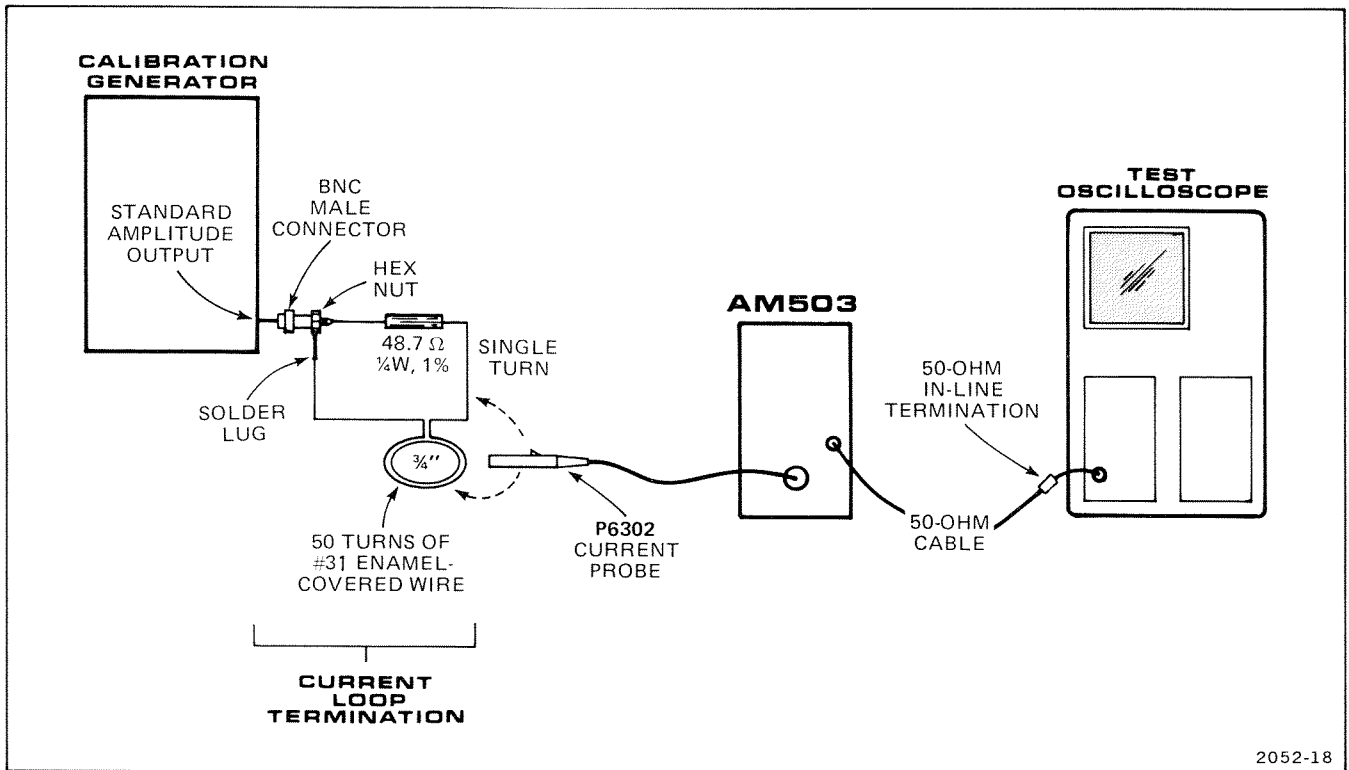 CALIBRATION
GENERATOR
STANDARD
AMPLITUDE
OUTPUT
BNC
MALE
CONNECTOR
HEX
NUT
48.7 Ω
¼W, 1%
SINGLE
TURN
SOLDER
LUG
¾''
50 TURNS OF
#31 ENAMEL-
COVERED WIRE
P6302
CURRENT
PROBE
CURRENT
LOOP
TERMINATION
AM503
50-OHM
IN-LINE
TERMINATION
50-OHM
CABLE
TEST
OSCILLOSCOPE
2052-18